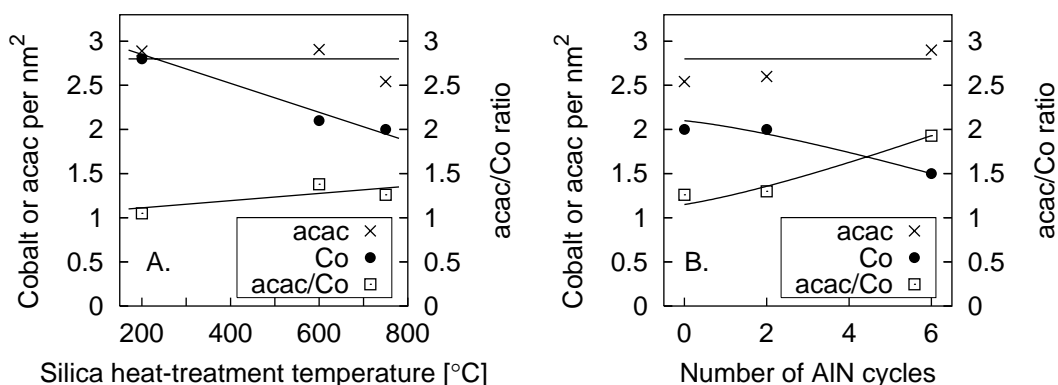 Cobalt or acac per nm²
3
2.5
2
1.5
1
0.5
0
200
400
600
800
Silica heat-treatment temperature [°C]
3
2.5
2
1.5
1
0.5
0
acac/Co ratio
A.
acac
Co
acac/Co
Cobalt or acac per nm²
3
2.5
2
1.5
1
0.5
0
0
2
4
6
Number of AlN cycles
3
2.5
2
1.5
1
0.5
0
acac/Co ratio
B.
acac
Co
acac/Co